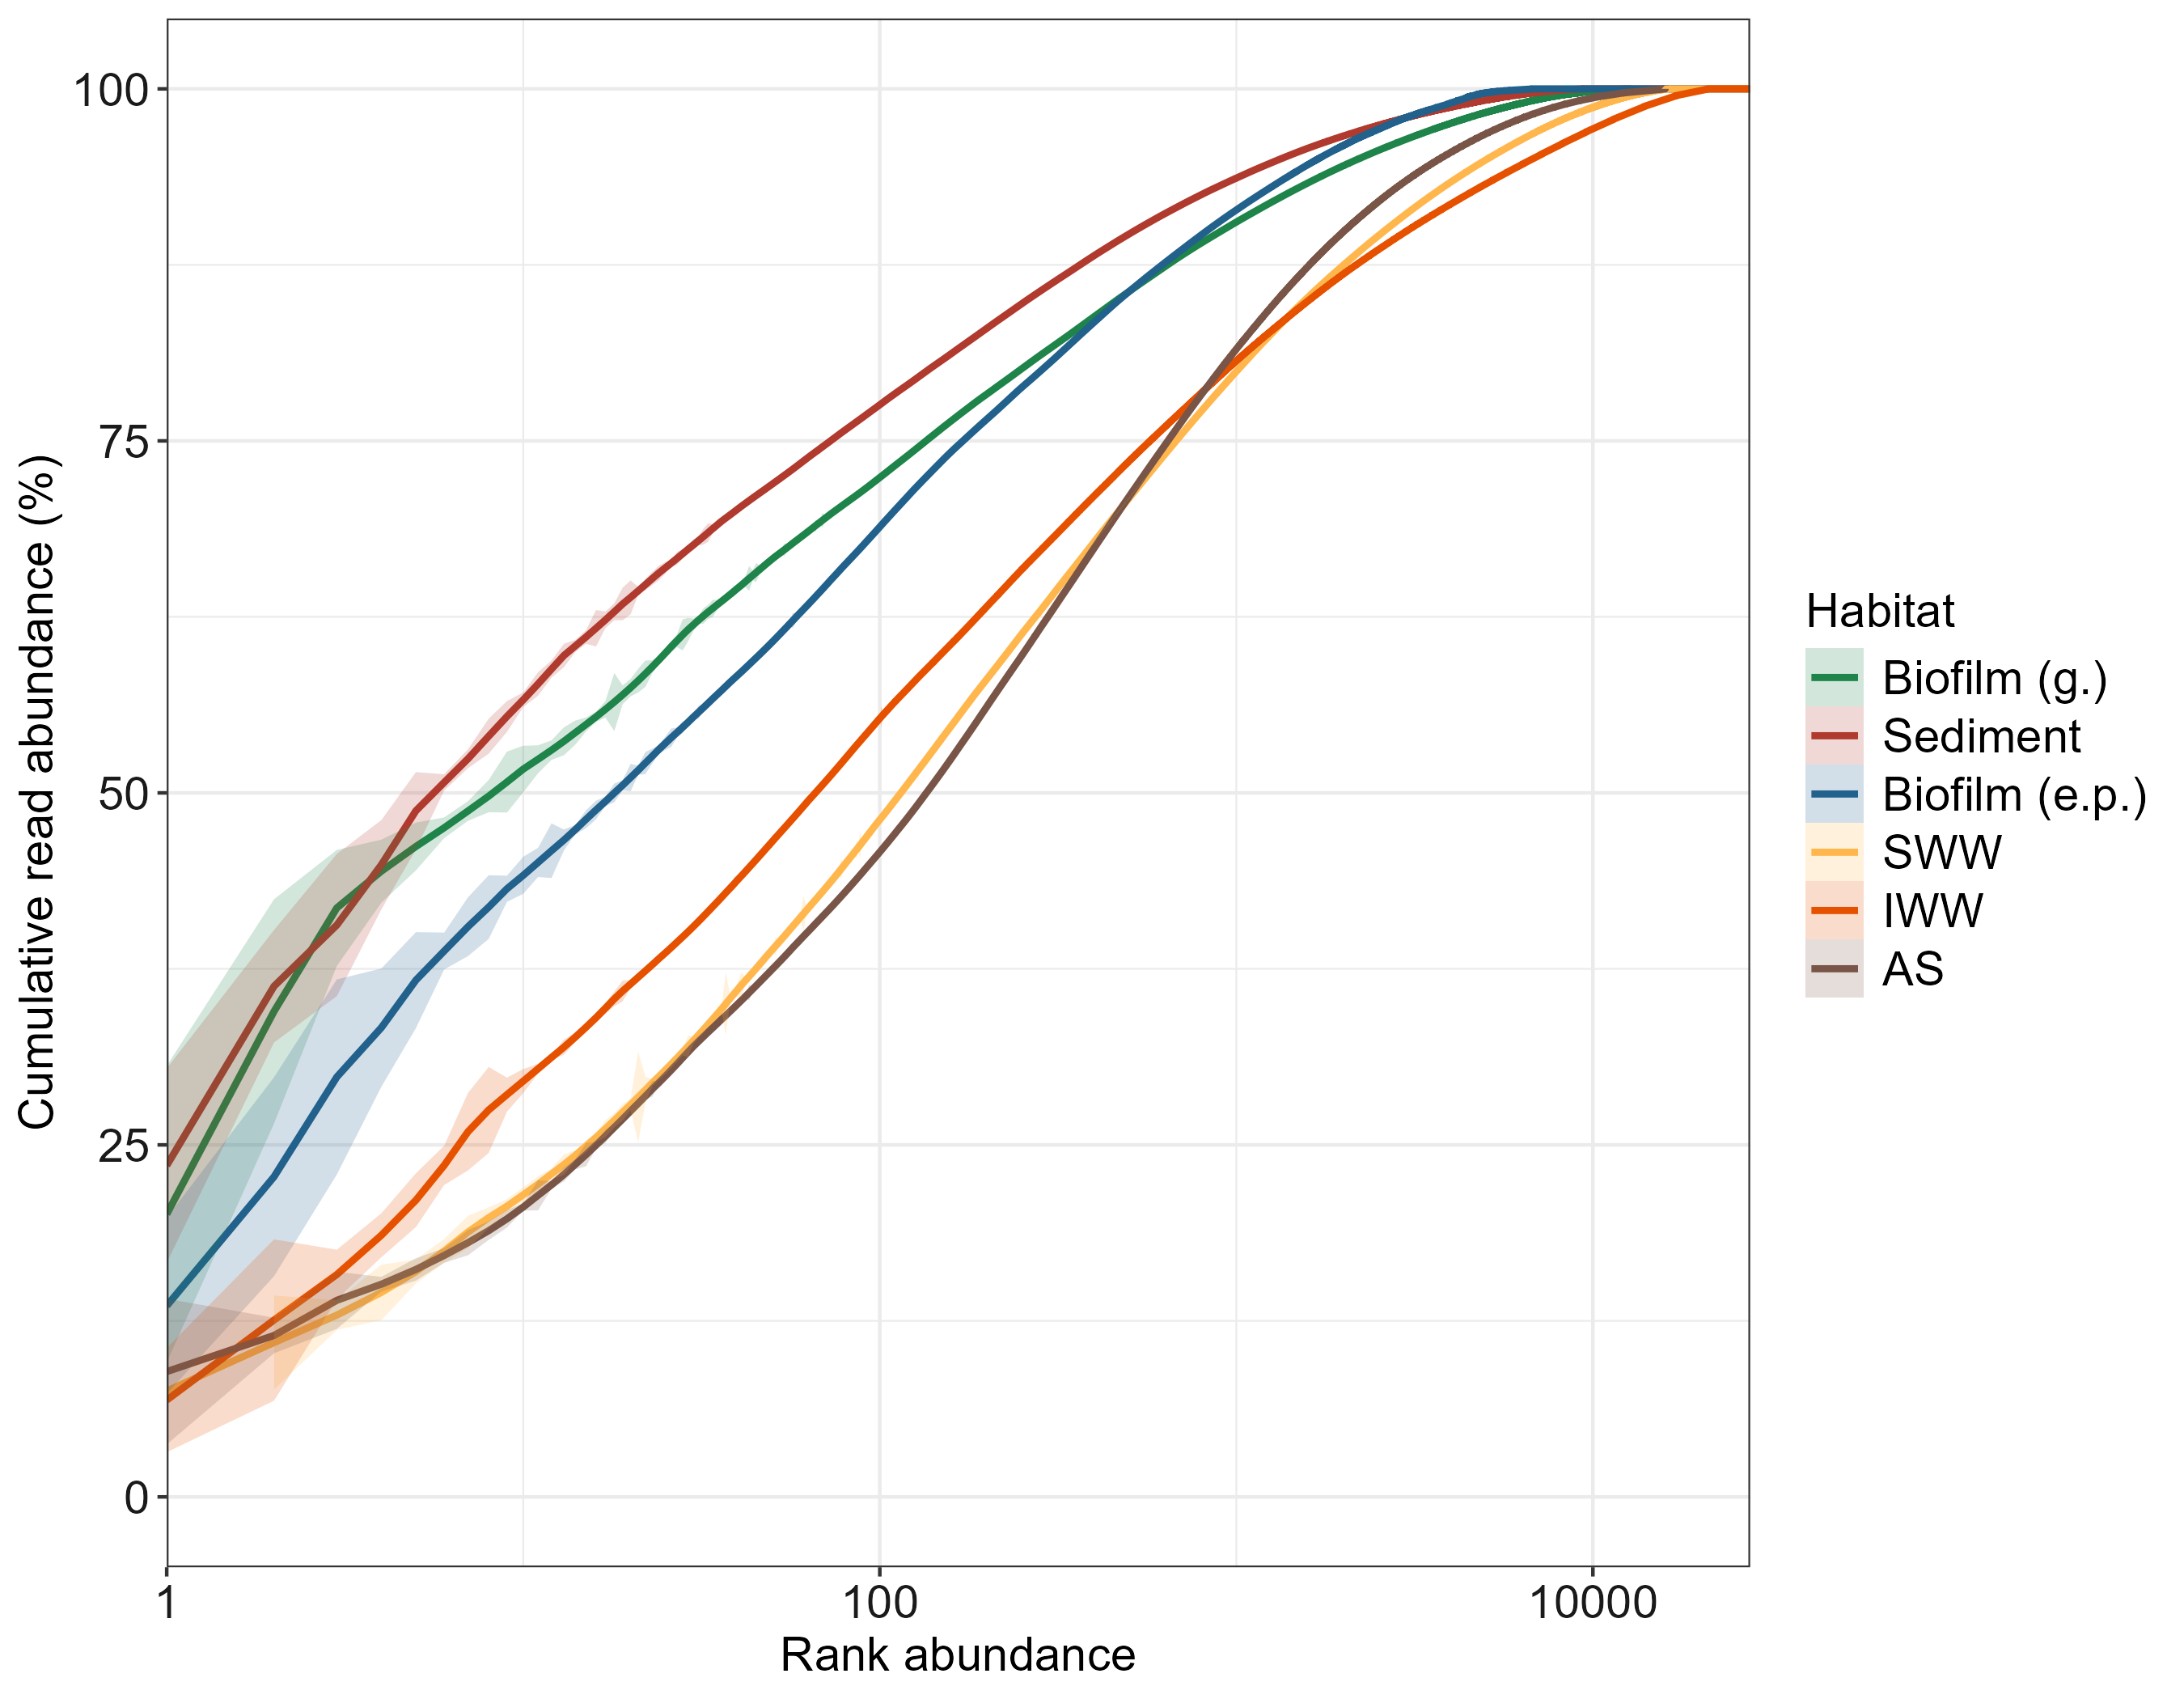 100
75
50
25
0
Cumulative read abundance (%)
1
100
10000
Rank abundance
Habitat
Biofilm (g.)
Sediment
Biofilm (e.p.)
SWW
IWW
AS